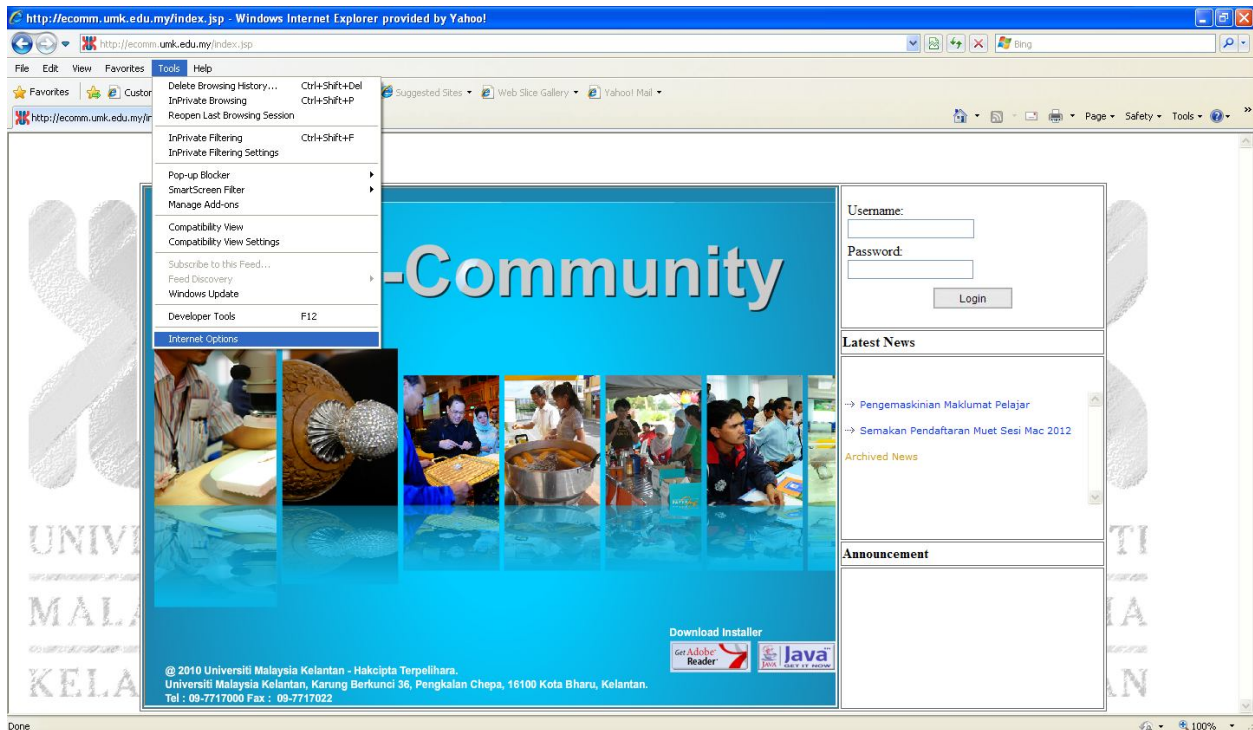 http://ecomm.umk.edu.my/index.jsp - Windows Internet Explorer provided by Yahoo!
http://ecomm.umk.edu.my/index.jsp
Bing
File Edit View Favorites Tools Help
Favorites Custor Suggested Sites Web Slice Gallery Yahoo! Mail
http://ecomm.umk.edu.my/ir Page Safety Tools
Delete Browsing History... Ctrl+Shift+Del
InPrivate Browsing Ctrl+Shift+P
Reopen Last Browsing Session
InPrivate Filtering Ctrl+Shift+F
InPrivate Filtering Settings
Pop-up Blocker
SmartScreen Filter
Manage Add-ons
Compatibility View
Compatibility View Settings
Subscribe to this Feed...
Feed Discovery
Windows Update
Developer Tools F12
Internet Options
-Community
Username:
Password:
Login
Latest News
Pengemaskinian Maklumat Pelajar
Semakan Pendaftaran Muet Sesi Mac 2012
Archived News
Announcement
UNIVE TI
MALA IA
KELA AN
Download Installer
Get Adobe Reader
Java
GET IT NOW
@ 2010 Universiti Malaysia Kelantan - Hakcipta Terpelihara.
Universiti Malaysia Kelantan, Karung Berkunci 36, Pengkalan Chepa, 16100 Kota Bharu, Kelantan.
Tel : 09-7717000 Fax : 09-7717022
Done
100%